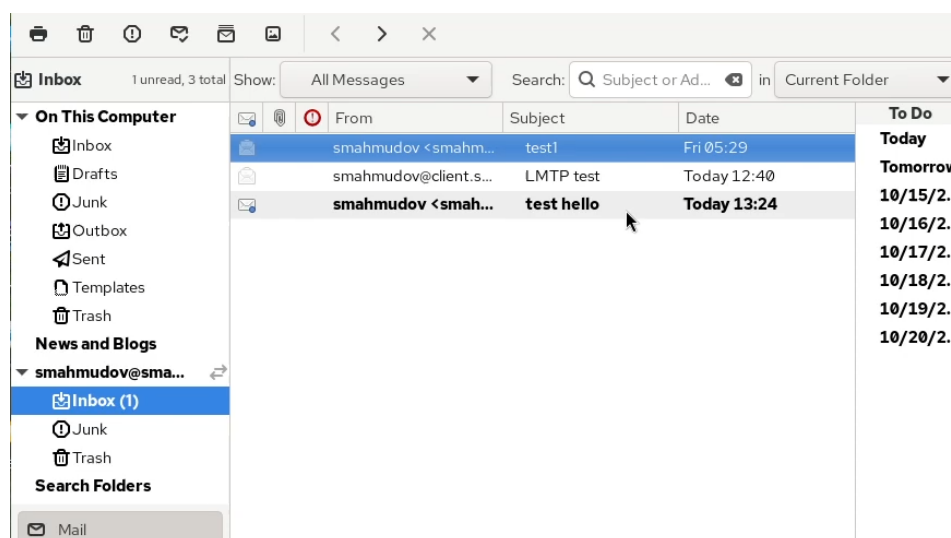 Inbox 1 unread, 3 total Show: All Messages Search: Subject or Ad... in Current Folder
On This Computer
Inbox
Drafts
Junk
Outbox
Sent
Templates
Trash
News and Blogs
smahmudov@sma...
Inbox (1)
Junk
Trash
Search Folders
Mail
From Subject Date
smahmudov <smahm... test1 Fri 05:29
smahmudov@client.s... LMTP test Today 12:40
smahmudov <smah... test hello Today 13:24
To Do
Today
Tomorrow
10/15/2.
10/16/2.
10/17/2.
10/18/2.
10/19/2.
10/20/2.